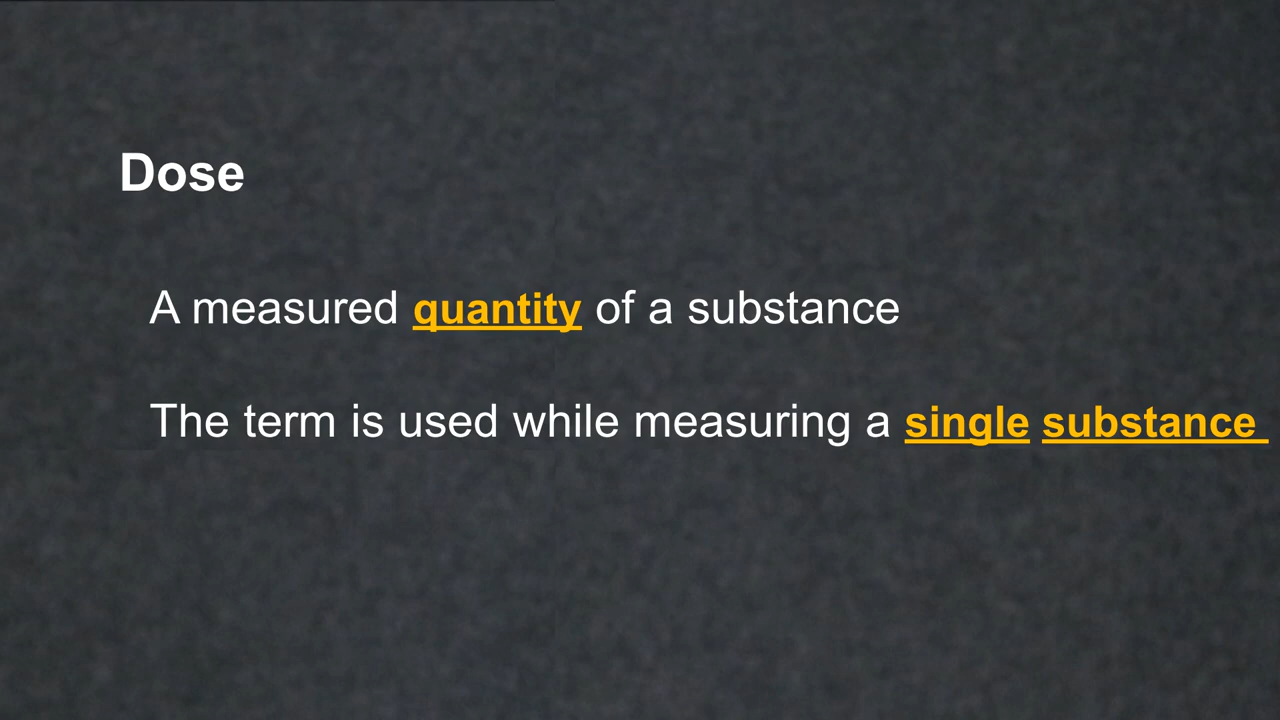 Dose
A measured quantity of a substance
The term is used while measuring a single substance